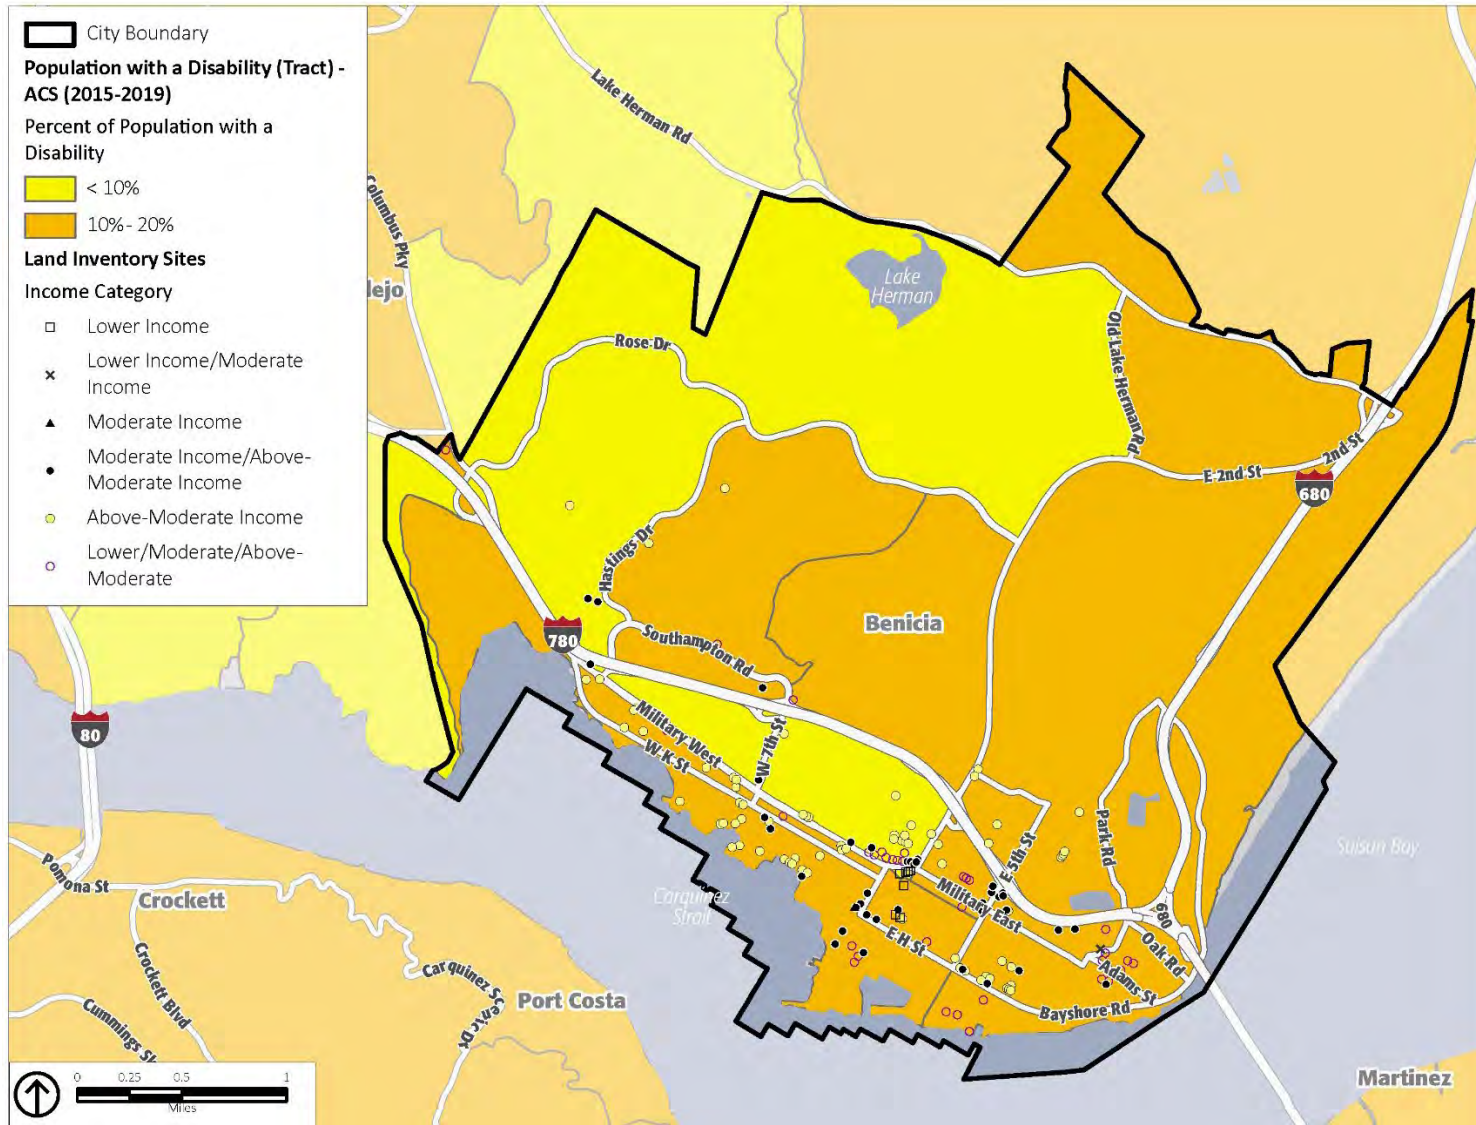 City Boundary
Population with a Disability (Tract) -
ACS (2015-2019)
Percent of Population with a
Disability
< 10%
10%- 20%
Land Inventory Sites
Income Category
Lower Income
Lower Income/Moderate
Income
Moderate Income
Moderate Income/Above-
Moderate Income
Above-Moderate Income
Lower/Moderate/Above-
Moderate
Lake Herman Rd
Columbus Pky
lejo
Lake
Herman
Rose Dr
Old Lake Herman Rd
E 2nd St
2nd St
680
Hastings Dr
Benicia
780
Southampton Rd
Military West
W K St
W 7th St
80
Park Rd
E 5th St
Suisun Bay
Pomona St
Crockett
Carquinez
Strait
Military East
680
Oak Rd
E H St
Adams St
Bayshore Rd
Crockett Blvd
Carquinez Scenic Dr
Port Costa
Cummings Sk
Martinez
0 0.25 0.5 1
Miles